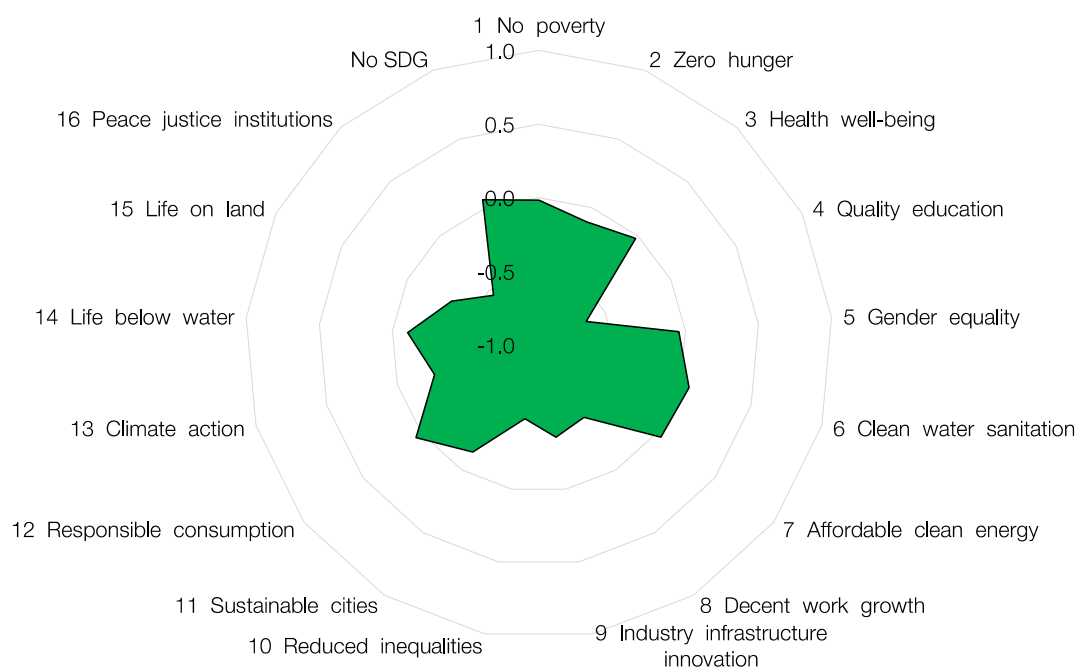 1 No poverty
2 Zero hunger
3 Health well-being
4 Quality education
5 Gender equality
6 Clean water sanitation
7 Affordable clean energy
8 Decent work growth
9 Industry infrastructure
innovation
10 Reduced inequalities
11 Sustainable cities
12 Responsible consumption
13 Climate action
14 Life below water
15 Life on land
16 Peace justice institutions
No SDG
1.0
0.5
0.0
-0.5
-1.0